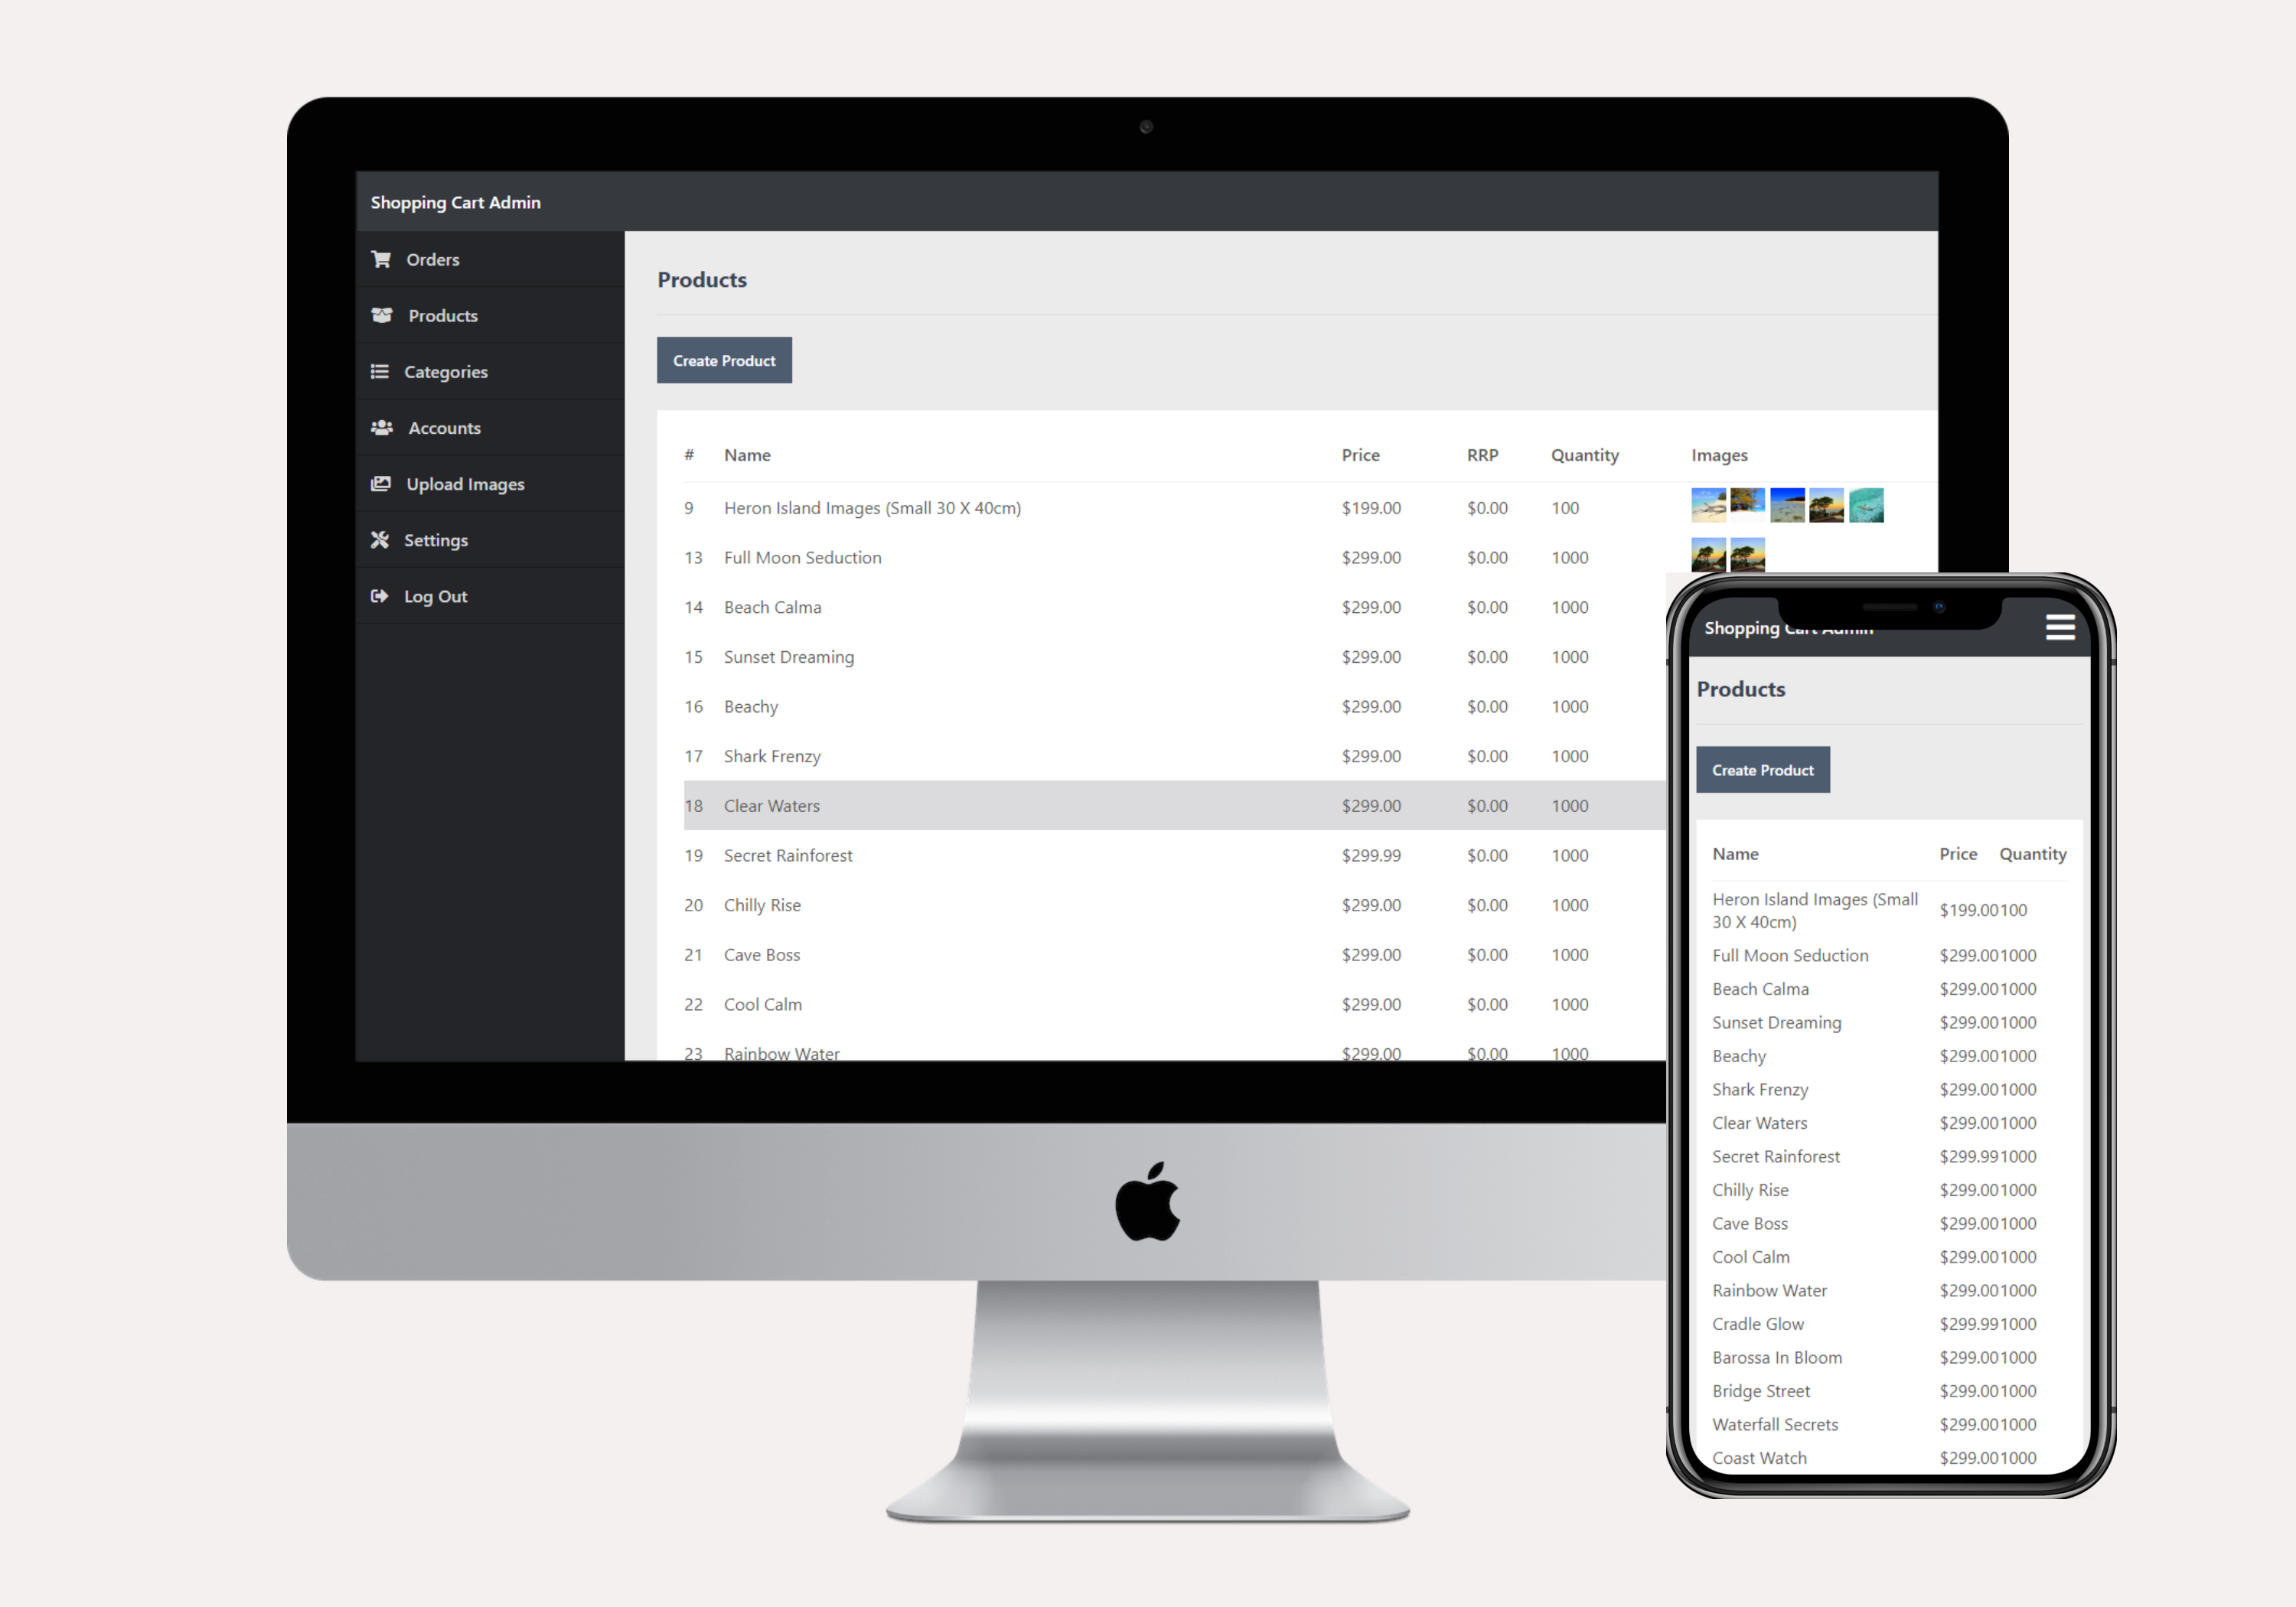 Shopping Cart Admin
Orders
Products
Categories
Accounts
Upload Images
Settings
Log Out
Products
Create Product
# Name Price RRP Quantity Images
9 Heron Island Images (Small 30 X 40cm) $199.00 $0.00 100
13 Full Moon Seduction $299.00 $0.00 1000
14 Beach Calma $299.00 $0.00 1000
15 Sunset Dreaming $299.00 $0.00 1000
16 Beachy $299.00 $0.00 1000
17 Shark Frenzy $299.00 $0.00 1000
18 Clear Waters $299.00 $0.00 1000
19 Secret Rainforest $299.99 $0.00 1000
20 Chilly Rise $299.00 $0.00 1000
21 Cave Boss $299.00 $0.00 1000
22 Cool Calm $299.00 $0.00 1000
23 Rainbow Water $299.00 $0.00 1000
Shopping Cart Admin
Products
Create Product
Name Price Quantity
Heron Island Images (Small
30 X 40cm) $199.00 100
Full Moon Seduction $299.00 1000
Beach Calma $299.00 1000
Sunset Dreaming $299.00 1000
Beachy $299.00 1000
Shark Frenzy $299.00 1000
Clear Waters $299.00 1000
Secret Rainforest $299.99 1000
Chilly Rise $299.00 1000
Cave Boss $299.00 1000
Cool Calm $299.00 1000
Rainbow Water $299.00 1000
Cradle Glow $299.99 1000
Barossa In Bloom $299.00 1000
Bridge Street $299.00 1000
Waterfall Secrets $299.00 1000
Coast Watch $299.00 1000